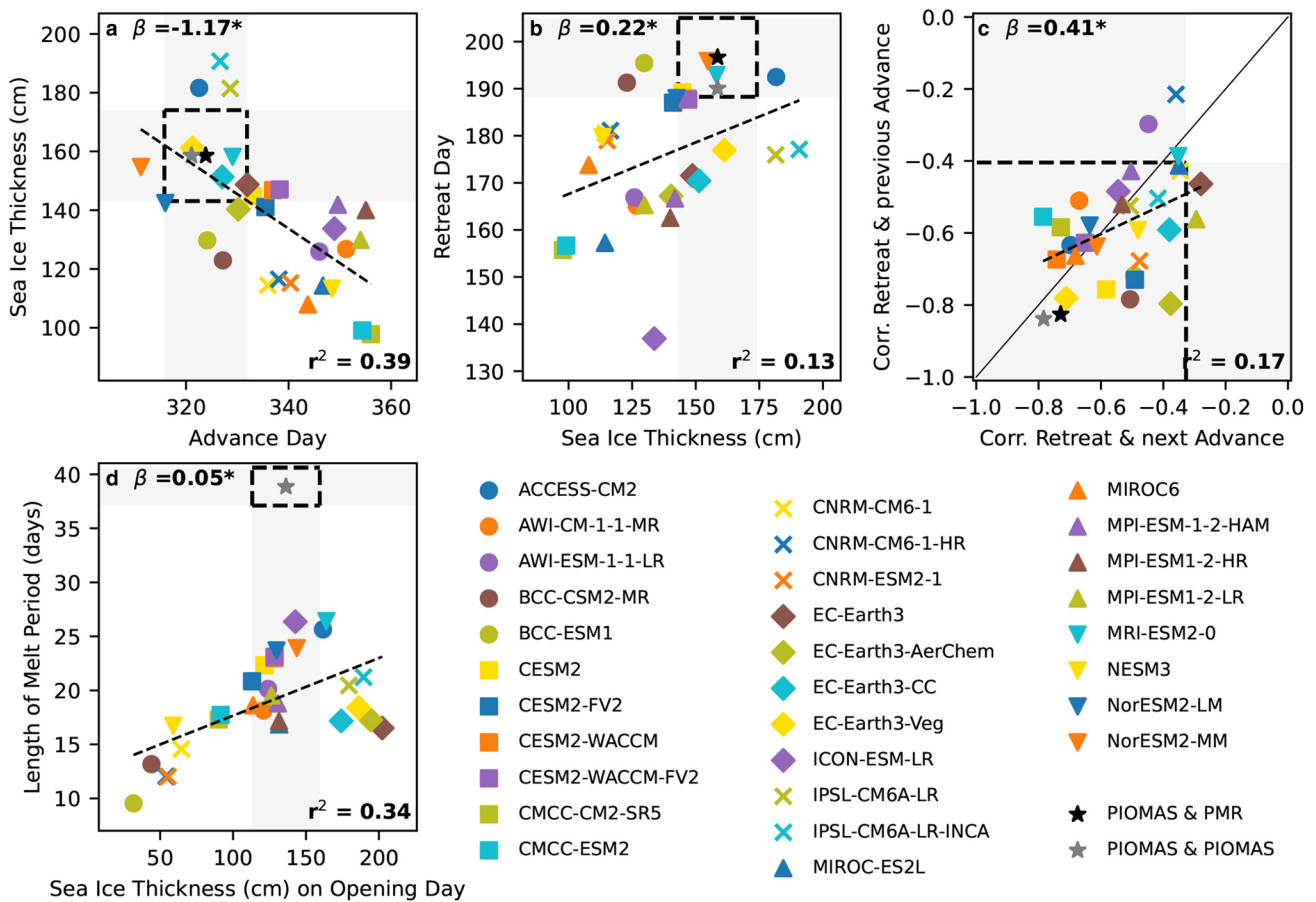 a β =-1.17*
200
180
160
140
120
100
Sea Ice Thickness (cm)
r² = 0.39
320 340 360
Advance Day
b β =0.22*
200
190
180
170
160
150
140
130
Retreat Day
r² = 0.13
100 125 150 175 200
Sea Ice Thickness (cm)
c β =0.41*
0.0
−0.2
−0.4
−0.6
−0.8
−1.0
Corr. Retreat & previous Advance
r² = 0.17
−1.0 −0.8 −0.6 −0.4 −0.2 0.0
Corr. Retreat & next Advance
d β =0.05*
40
35
30
25
20
15
10
Length of Melt Period (days)
r² = 0.34
50 100 150 200
Sea Ice Thickness (cm) on Opening Day
ACCESS-CM2
AWI-CM-1-1-MR
AWI-ESM-1-1-LR
BCC-CSM2-MR
BCC-ESM1
CESM2
CESM2-FV2
CESM2-WACCM
CESM2-WACCM-FV2
CMCC-CM2-SR5
CMCC-ESM2
CNRM-CM6-1
CNRM-CM6-1-HR
CNRM-ESM2-1
EC-Earth3
EC-Earth3-AerChem
EC-Earth3-CC
EC-Earth3-Veg
ICON-ESM-LR
IPSL-CM6A-LR
IPSL-CM6A-LR-INCA
MIROC-ES2L
MIROC6
MPI-ESM-1-2-HAM
MPI-ESM1-2-HR
MPI-ESM1-2-LR
MRI-ESM2-0
NESM3
NorESM2-LM
NorESM2-MM
PIOMAS & PMR
PIOMAS & PIOMAS